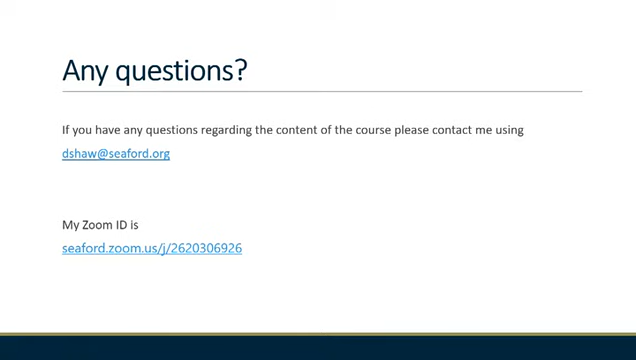 Any questions?
If you have any questions regarding the content of the course please contact me using
dshaw@seaford.org
My Zoom ID is
seaford.zoom.us/j/2620306926